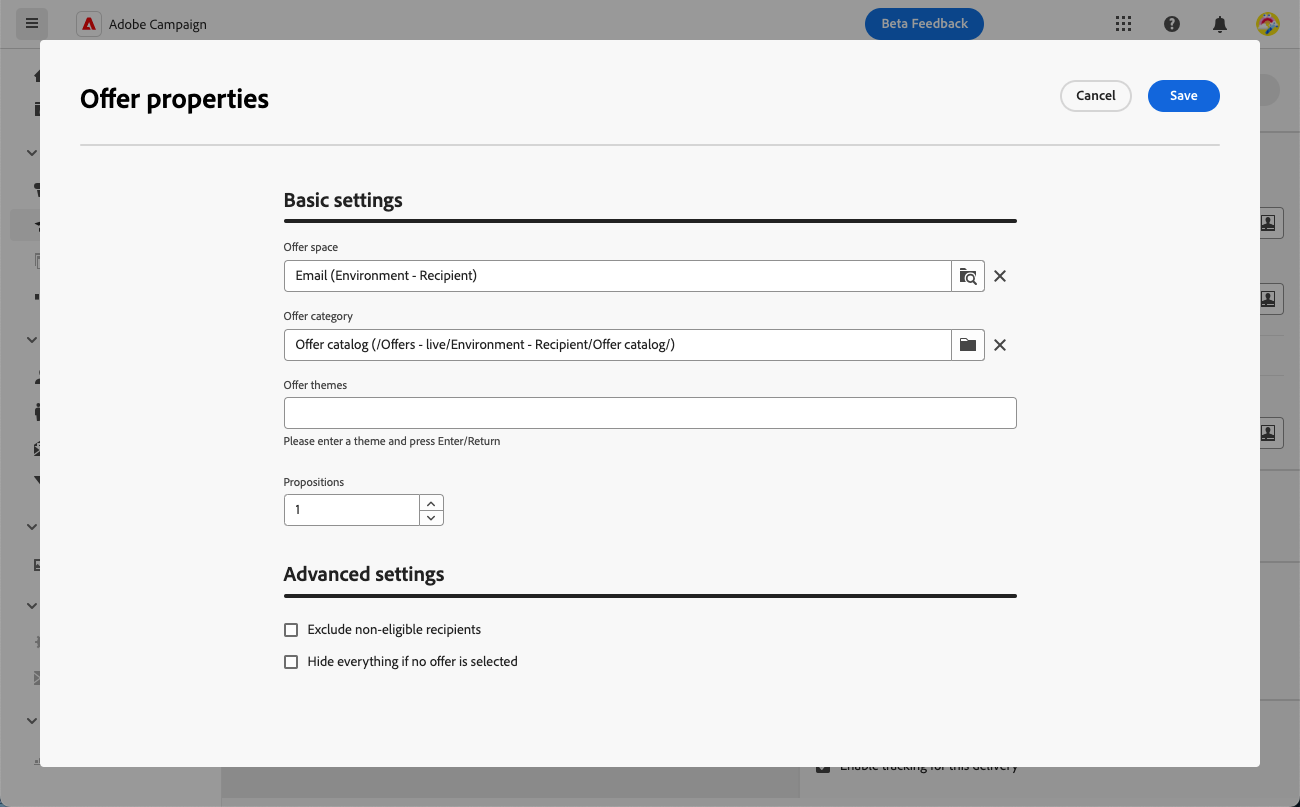 Adobe Campaign
Beta Feedback
Offer properties
Cancel
Save
Basic settings
Offer space
Email (Environment - Recipient)
Offer category
Offer catalog (/Offers - live/Environment - Recipient/Offer catalog/)
Offer themes
Please enter a theme and press Enter/Return
Propositions
1
Advanced settings
Exclude non-eligible recipients
Hide everything if no offer is selected
Enable tracking for this delivery